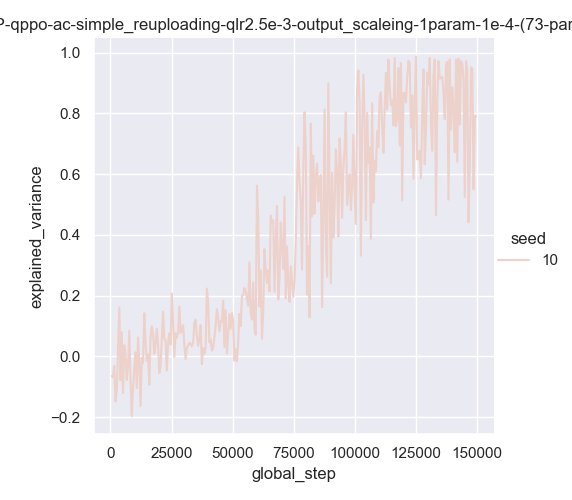 P-qppo-ac-simple_reuploading-qlr2.5e-3-output_scaleing-1param-1e-4-(73-par
1.0
0.8
0.6
0.4
0.2
0.0
−0.2
explained_variance
0 25000 50000 75000 100000 125000 150000
global_step
seed
10